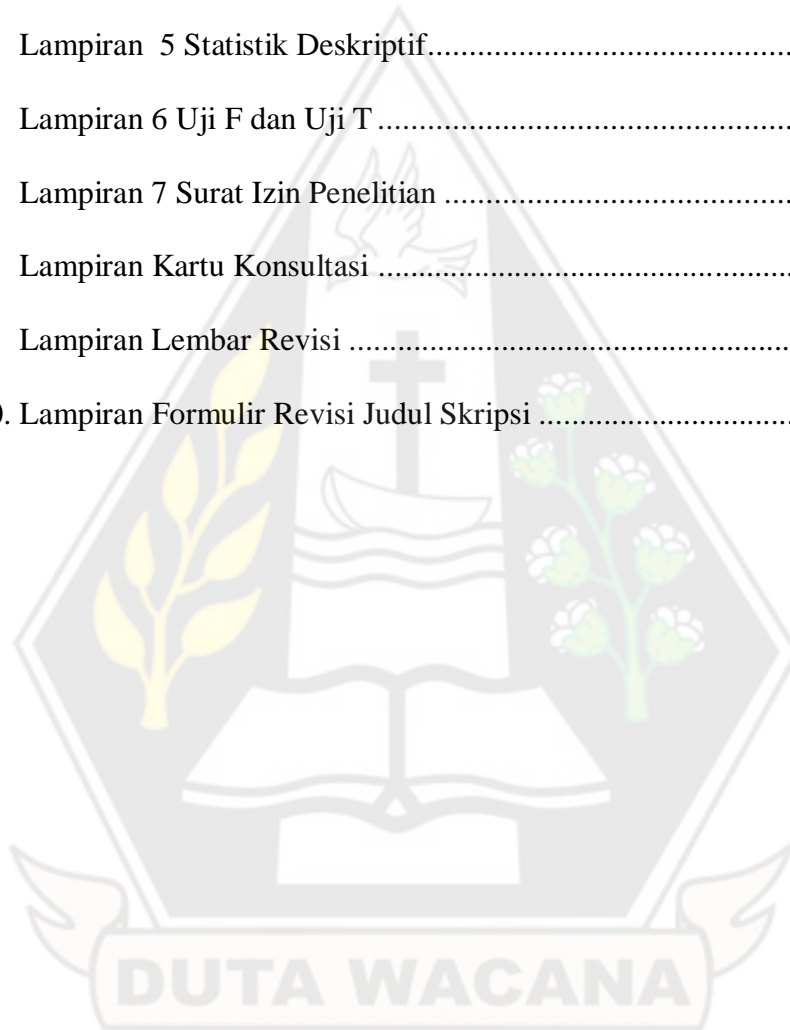 Lampiran  5 Statistik Deskriptif.......................................
Lampiran 6 Uji F dan Uji T ............................................
Lampiran 7 Surat Izin Penelitian .....................................
Lampiran Kartu Konsultasi ............................................
Lampiran Lembar Revisi ...............................................
. Lampiran Formulir Revisi Judul Skripsi ...........................
DUTA WACANA